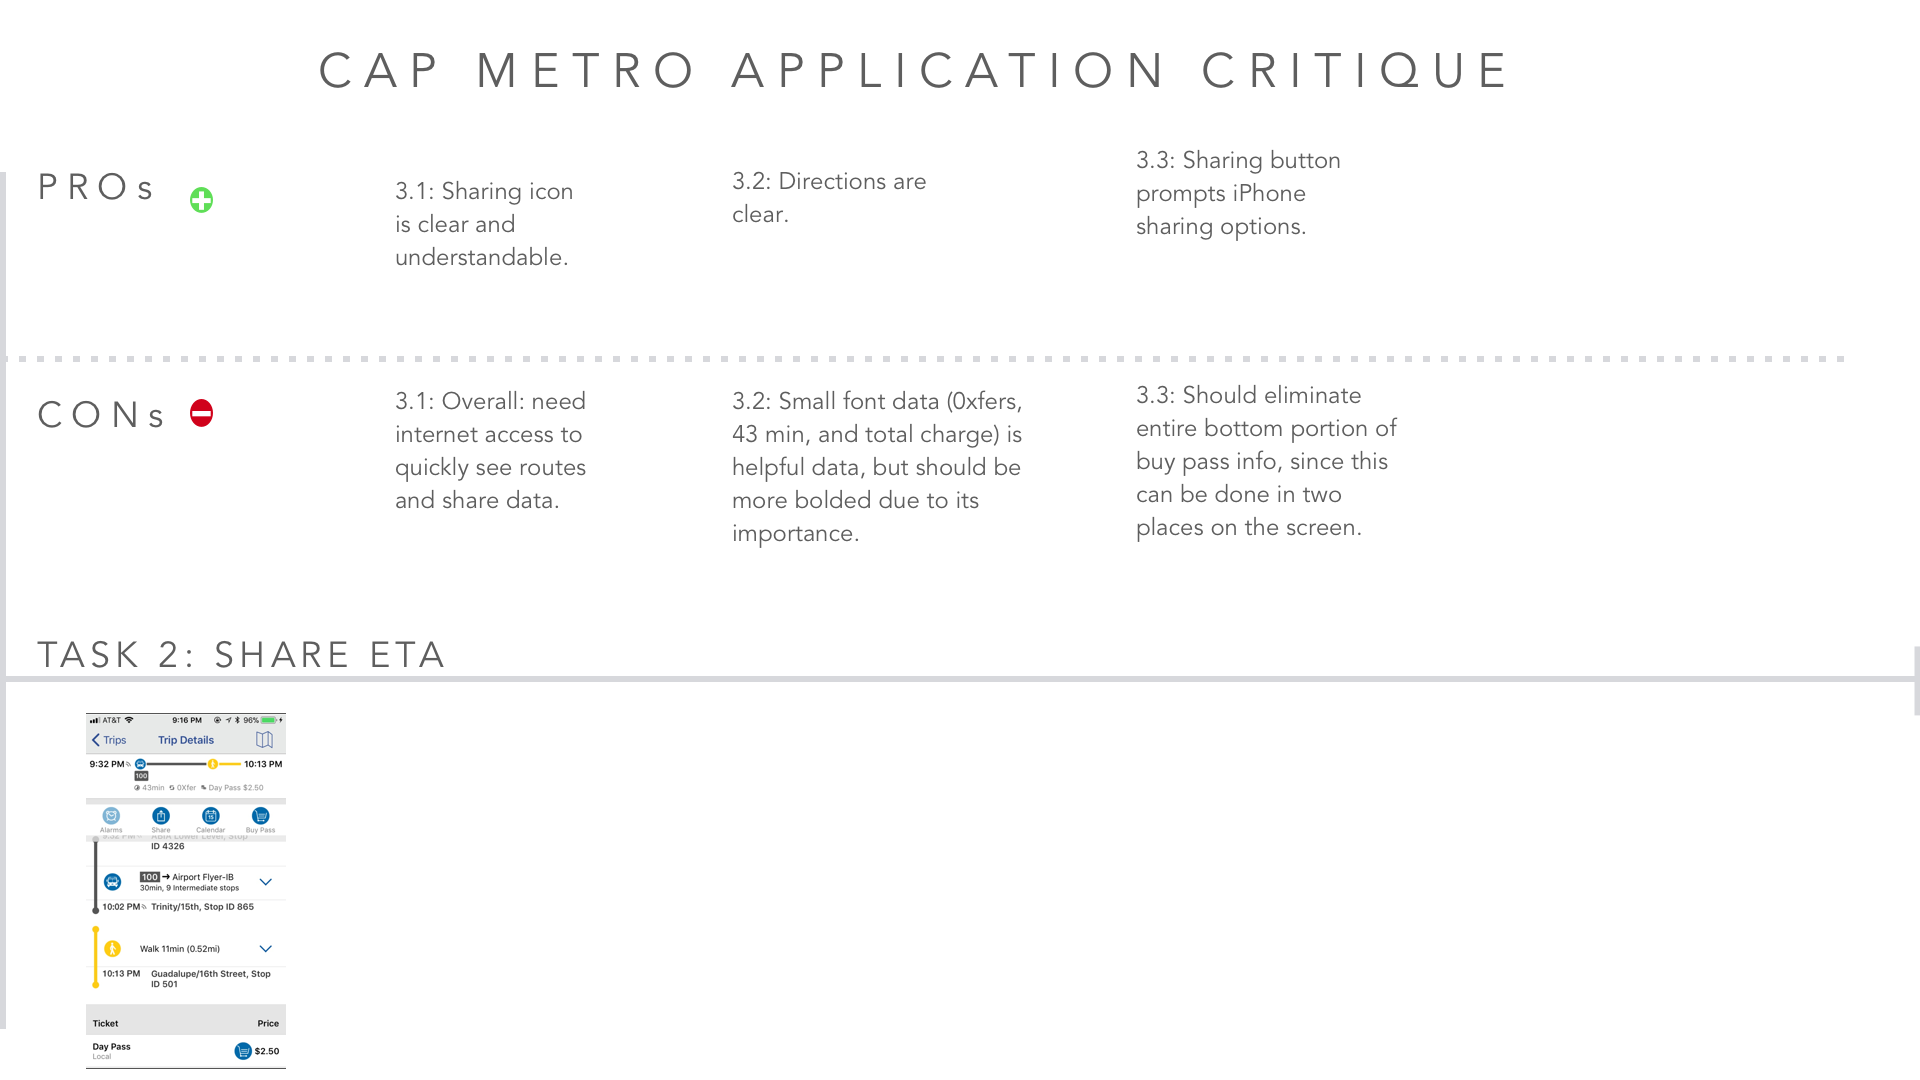 CAP METRO APPLICATION CRITIQUE
PROs
3.1: Sharing icon
is clear and
understandable.
3.2: Directions are
clear.
3.3: Sharing button
prompts iPhone
sharing options.
CONs
3.1: Overall: need
internet access to
quickly see routes
and share data.
3.2: Small font data (0xfers,
43 min, and total charge) is
helpful data, but should be
more bolded due to its
importance.
3.3: Should eliminate
entire bottom portion of
buy pass info, since this
can be done in two
places on the screen.
TASK 2: SHARE ETA
AT&T 9:16 PM 96%
Trips Trip Details
9:32 PM 10:13 PM
100
43min 0Xfer Day Pass $2.50
Alarms Share Calendar Buy Pass
9:32 PM ABIA Lower Level, Stop
ID 4326
100 → Airport Flyer-IB
30min, 9 Intermediate stops
10:02 PM Trinity/15th, Stop ID 865
Walk 11min (0.52mi)
10:13 PM Guadalupe/16th Street, Stop
ID 501
Ticket Price
Day Pass
Local
$2.50